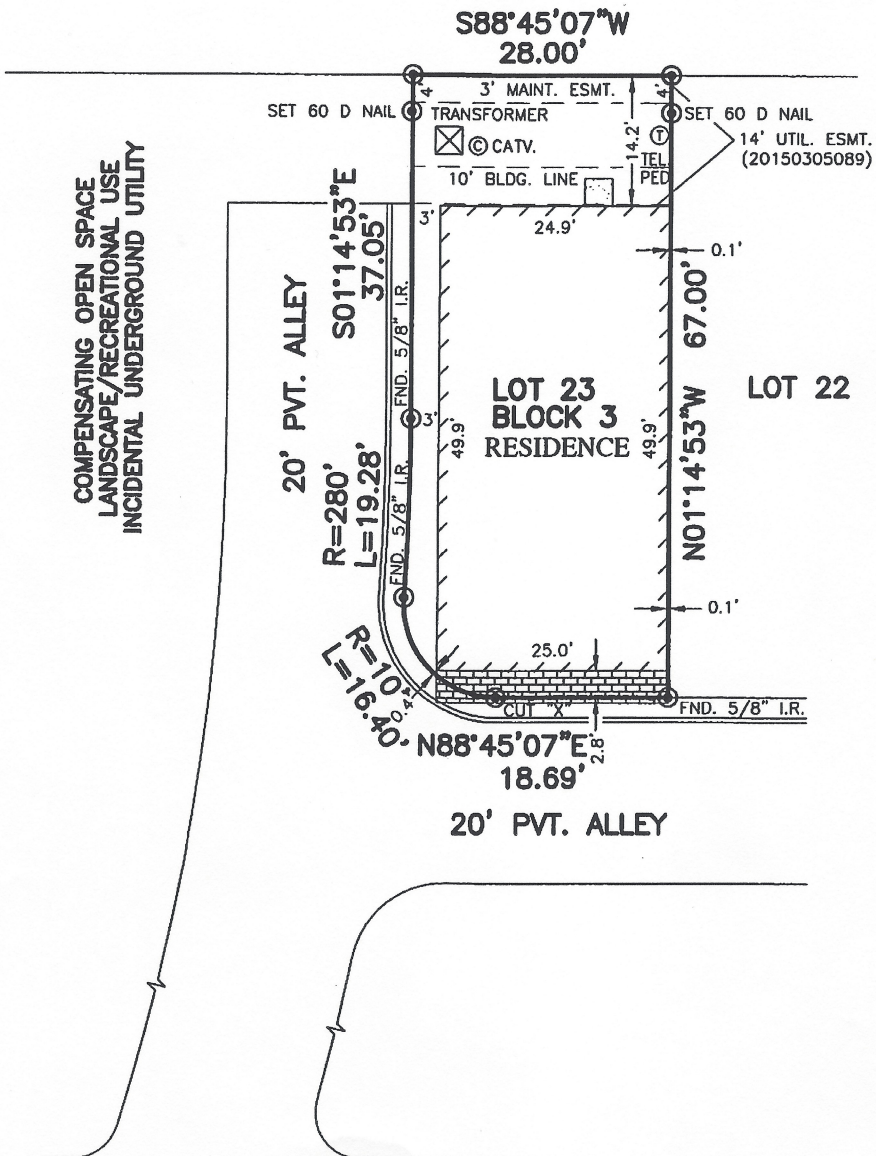 S88°45'07"W
28.00'
3' MAINT. ESMT.
4'
4'
SET 60 D NAIL
TRANSFORMER
SET 60 D NAIL
© CATV.
T
TEL.
PED
14.2'
14' UTIL. ESMT.
(20150305089)
10' BLDG. LINE
COMPENSATING OPEN SPACE
LANDSCAPE/RECREATIONAL USE
INCIDENTAL UNDERGROUND UTILITY
3'
24.9'
0.1'
S01°14'53"E
37.05'
20' PVT. ALLEY
FND. 5/8" I.R.
67.00'
N01°14'53"W
LOT 23
BLOCK 3
RESIDENCE
LOT 22
3'
49.9'
49.9'
R=280'
L=19.28'
FND. 5/8" I.R.
0.1'
25.0'
R=10'
L=16.40'
0.4'
CUT "X"
FND. 5/8" I.R.
N88°45'07"E
18.69'
2.8'
20' PVT. ALLEY